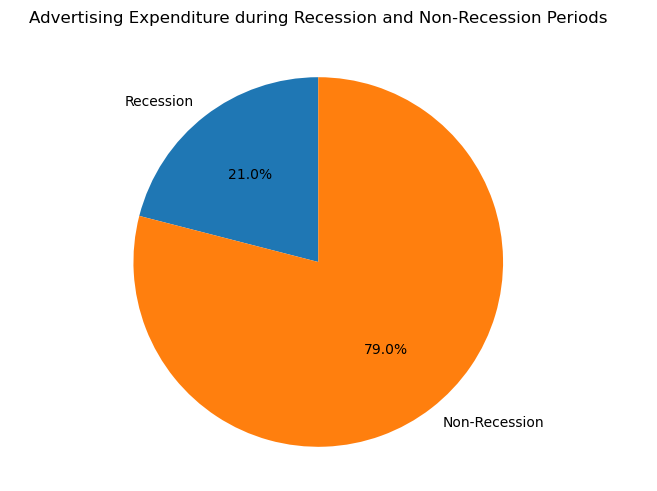 Advertising Expenditure during Recession and Non-Recession Periods
Recession
21.0%
79.0%
Non-Recession